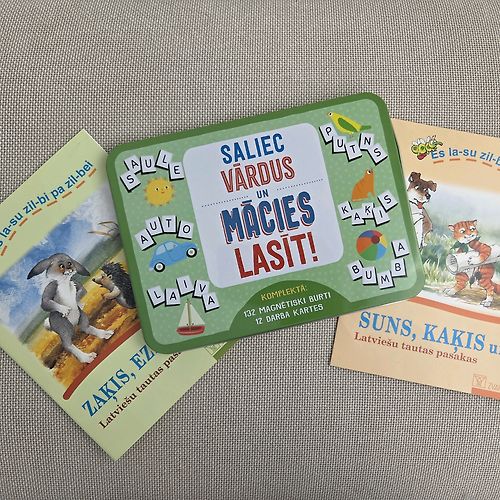 Es la-su zil-bi pa zil-bei
ZAĶIS, EZ
Latviešu tautas pasa
SALIEC
VĀRDUS
UN
MĀCIES
LASĪT!
SAULE
AUTO
LAIVA
PUTNS
KAĶIS
BUMBA
KOMPLEKTĀ:
132 MAGNĒTISKI BURTI
12 DARBA KARTES
Es la-su zil-bi pa zil-
SUNS, KAĶIS u
Latviešu tautas pasakas